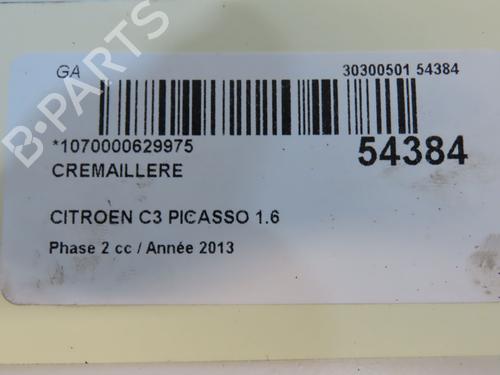 GA 30300501 54384
*1070000629975 54384
CREMAILLERE
CITROEN C3 PICASSO 1.6
Phase 2 cc / Année 2013
B-PARTS